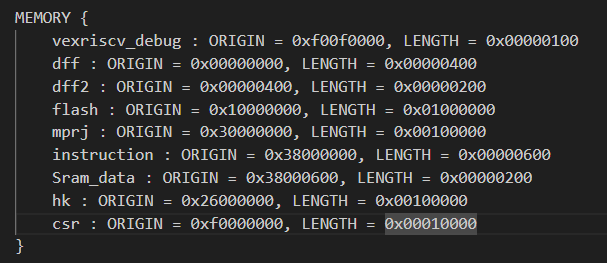 MEMORY {
vexriscv_debug : ORIGIN = 0xf00f0000, LENGTH = 0x00000100
dff : ORIGIN = 0x00000000, LENGTH = 0x00000400
dff2 : ORIGIN = 0x00000400, LENGTH = 0x00000200
flash : ORIGIN = 0x10000000, LENGTH = 0x01000000
mprj : ORIGIN = 0x30000000, LENGTH = 0x00100000
instruction : ORIGIN = 0x38000000, LENGTH = 0x00000600
Sram_data : ORIGIN = 0x38000600, LENGTH = 0x00000200
hk : ORIGIN = 0x26000000, LENGTH = 0x00100000
csr : ORIGIN = 0xf0000000, LENGTH = 0x00010000
}